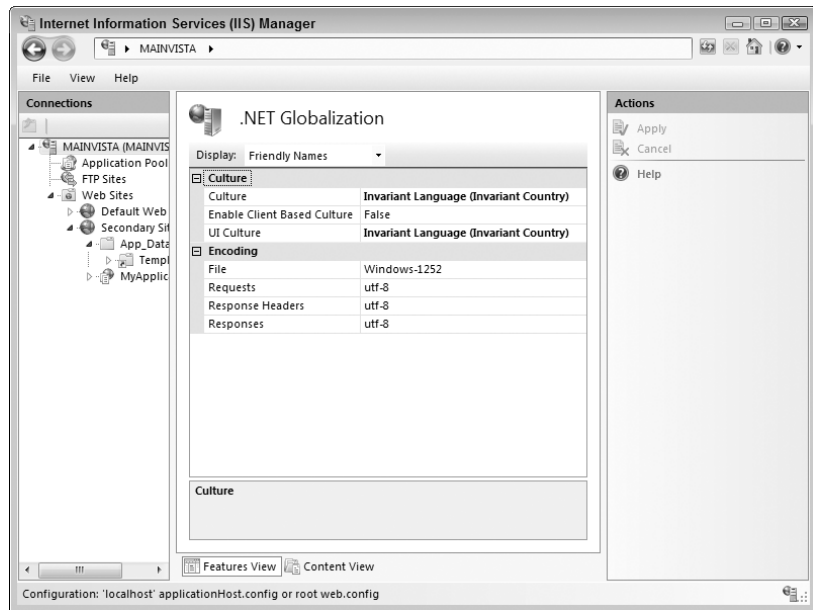 Internet Information Services (IIS) Manager
MAINVISTA
File View Help
Connections
MAINVISTA (MAINVIS
Application Pool
FTP Sites
Web Sites
Default Web
Secondary Sit
App_Data
Templ
MyApplic
.NET Globalization
Display: Friendly Names
Culture
Culture Invariant Language (Invariant Country)
Enable Client Based Culture False
UI Culture Invariant Language (Invariant Country)
Encoding
File Windows-1252
Requests utf-8
Response Headers utf-8
Responses utf-8
Culture
Features View Content View
Actions
Apply
Cancel
Help
Configuration: 'localhost' applicationHost.config or root web.config